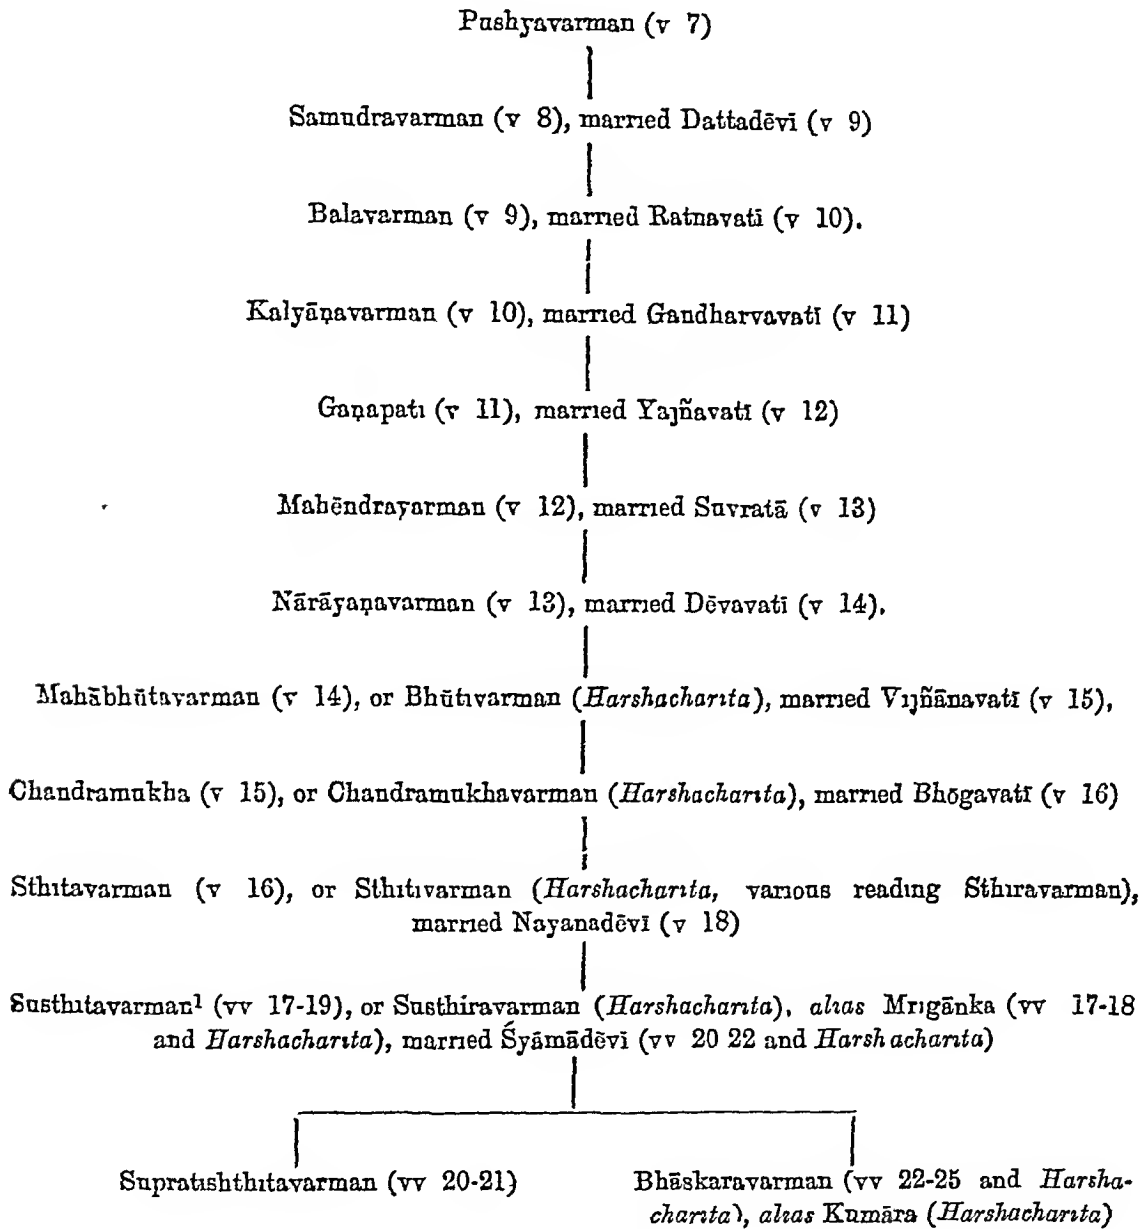 Pushyavarman (v 7)
Samudravarman (v 8), married Dattadēvī (v 9)
Balavarman (v 9), married Ratnavatī (v 10).
Kalyāṇavarman (v 10), married Gandharvavatī (v 11)
Gaṇapati (v 11), married Yajñavatī (v 12)
Mahēndravarman (v 12), married Suvratā (v 13)
Nārāyaṇavarman (v 13), married Dēvavatī (v 14).
Mahābhūtavarman (v 14), or Bhūtivarman (Harshacharita), married Vijñānavatī (v 15),
Chandramukha (v 15), or Chandramukhavarman (Harshacharita), married Bhōgavatī (v 16)
Sthitavarman (v 16), or Sthitivarman (Harshacharita, various reading Sthiravarman),
married Nayanadēvī (v 18)
Susthitavarman¹ (vv 17-19), or Susthiravarman (Harshacharita), alias Mrigānka (vv 17-18
and Harshacharita), married Śyāmādēvī (vv 20 22 and Harshacharita)
Supratishthitavarman (vv 20-21)
Bhāskaravarman (vv 22-25 and Harsha-
charita), alias Kumāra (Harshacharita)